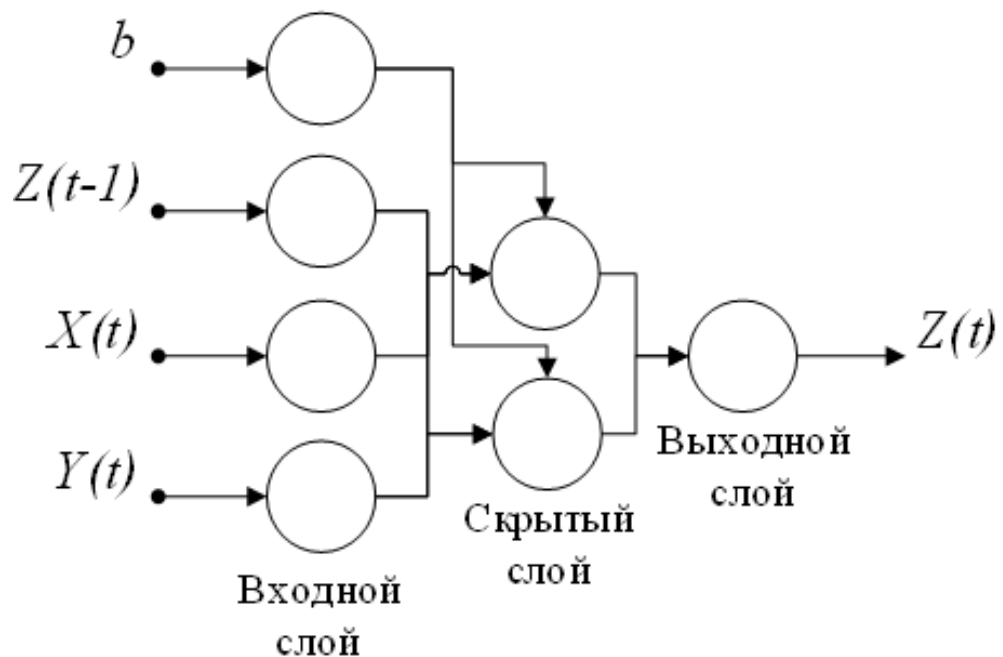 b
Z(t-1)
X(t)
Y(t)
Z(t)
Входной
слой
Скрытый
слой
Выходной
слой